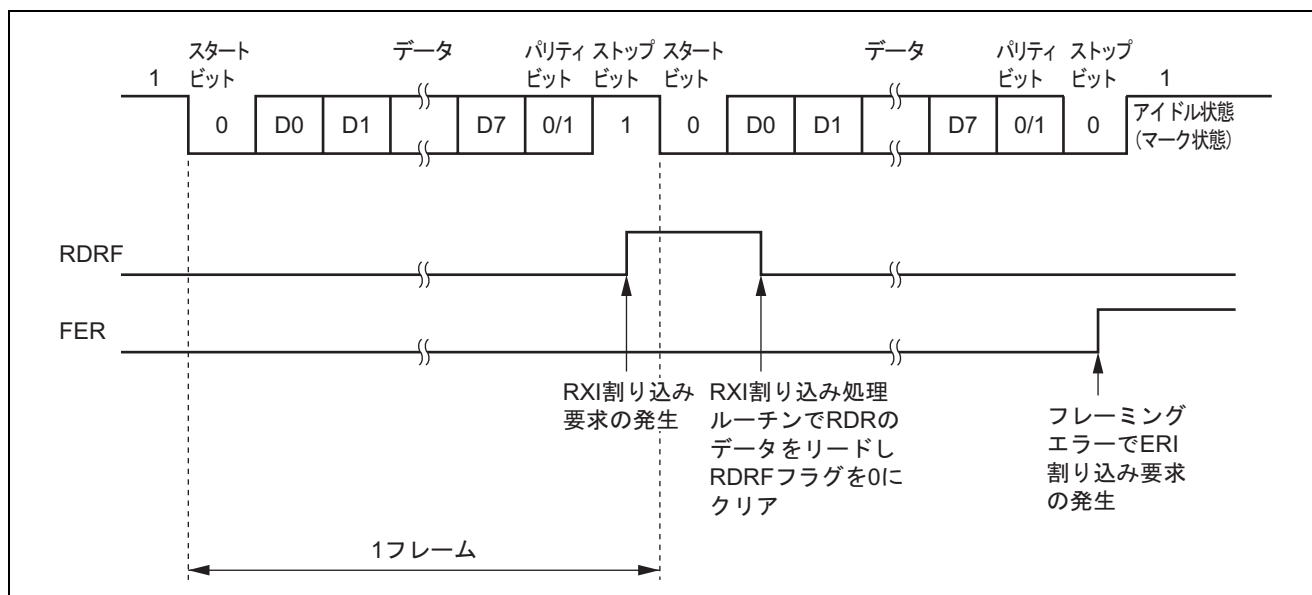 スタート データ パリティ ストップ スタート データ パリティ ストップ
1 ビット ビット ビット ビット ビット ビット 1
0 D0 D1 D7 0/1 1 0 D0 D1 D7 0/1 0 アイドル状態
(マーク状態)
RDRF
FER
RXI割り込み
要求の発生
RXI割り込み処理
ルーチンでRDRの
データをリードし
RDRFフラグを0に
クリア
フレーミング
エラーでERI
割り込み要求
の発生
1フレーム